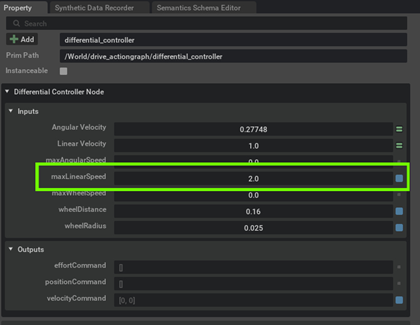 Property Synthetic Data Recorder Semantics Schema Editor
Search
Add differential_controller
Prim Path /World/drive_actiongraph/differential_controller
Instanceable
Differential Controller Node
Inputs
Angular Velocity 0.27748
Linear Velocity 1.0
maxAngularSpeed 0.0
maxLinearSpeed 2.0
maxWheelSpeed 0.0
wheelDistance 0.16
wheelRadius 0.025
Outputs
effortCommand []
positionCommand []
velocityCommand [0, 0]